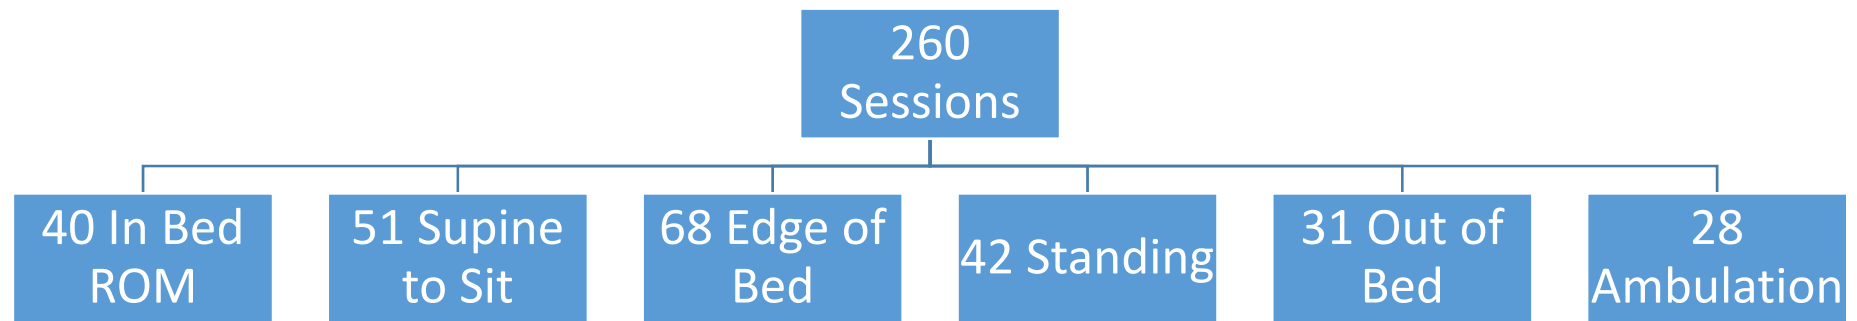 260
Sessions
40 In Bed
ROM
51 Supine
to Sit
68 Edge of
Bed
42 Standing
31 Out of
Bed
28
Ambulation